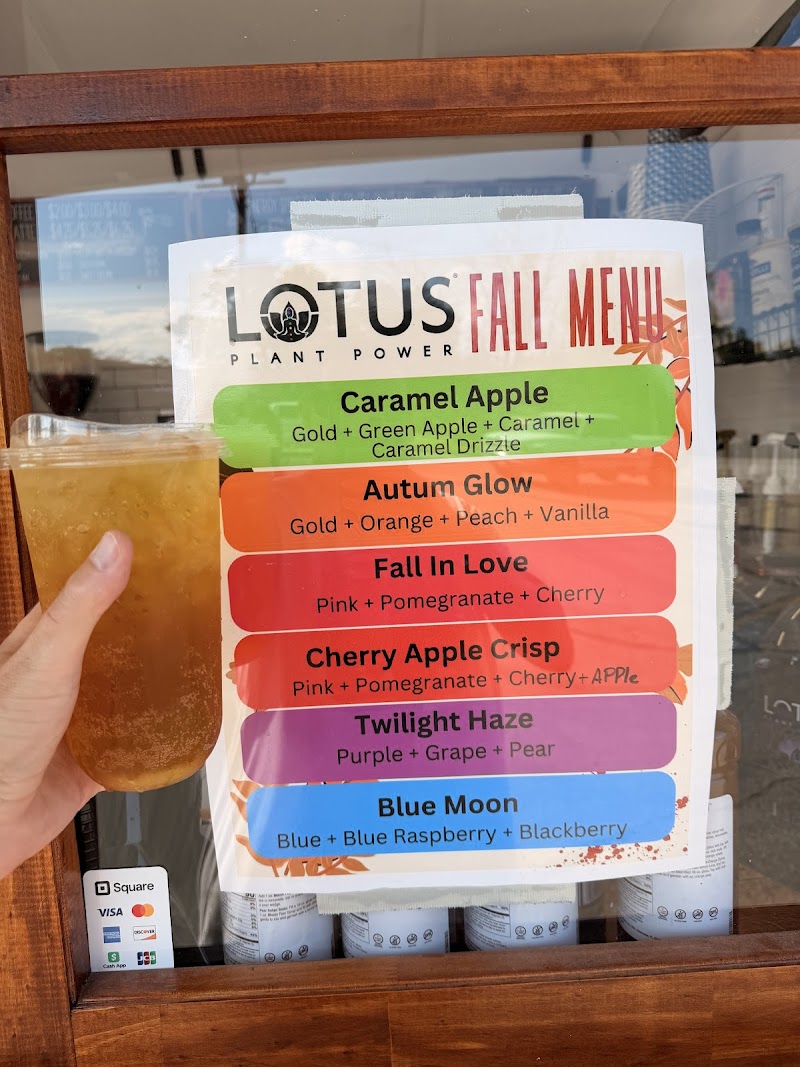 LOTUS®
PLANT POWER
FALL MENU
Caramel Apple
Gold + Green Apple + Caramel +
Caramel Drizzle
Autum Glow
Gold + Orange + Peach + Vanilla
Fall In Love
Pink + Pomegranate + Cherry
Cherry Apple Crisp
Pink + Pomegranate + Cherry + APPle
Twilight Haze
Purple + Grape + Pear
Blue Moon
Blue + Blue Raspberry + Blackberry
Square
VISA
DISCOVER
Cash App
JCB